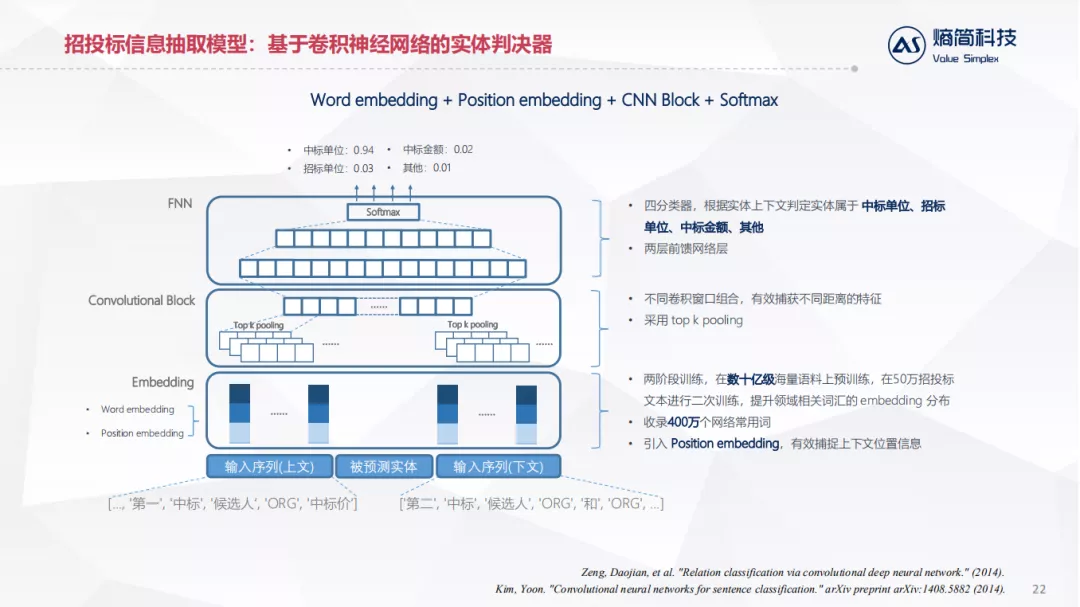 招投标信息抽取模型：基于卷积神经网络的实体判决器
熵简科技
Value Simplex
Word embedding + Position embedding + CNN Block + Softmax
• 中标单位：0.94 • 中标金额：0.02
• 招标单位：0.03 • 其他：0.01
FNN
Softmax
• 四分类器，根据实体上下文判定实体属于 中标单位、招标
单位、中标金额、其他
• 两层前馈网络层
Convolutional Block
......
Top k pooling
Top k pooling
......
......
• 不同卷积窗口组合，有效捕获不同距离的特征
• 采用 top k pooling
Embedding
• Word embedding
• Position embedding
......
......
• 两阶段训练，在数十亿级海量语料上预训练，在50万招投标
文本进行二次训练，提升领域相关词汇的 embedding 分布
• 收录400万个网络常用词
• 引入 Position embedding，有效捕捉上下文位置信息
输入序列(上文)
被预测实体
输入序列(下文)
[..., '第一', '中标', '候选人', 'ORG', '中标价']
['第二', '中标', '候选人', 'ORG', '和', 'ORG', ...]
Zeng, Daojian, et al. "Relation classification via convolutional deep neural network." (2014).
Kim, Yoon. "Convolutional neural networks for sentence classification." arXiv preprint arXiv:1408.5882 (2014).
22